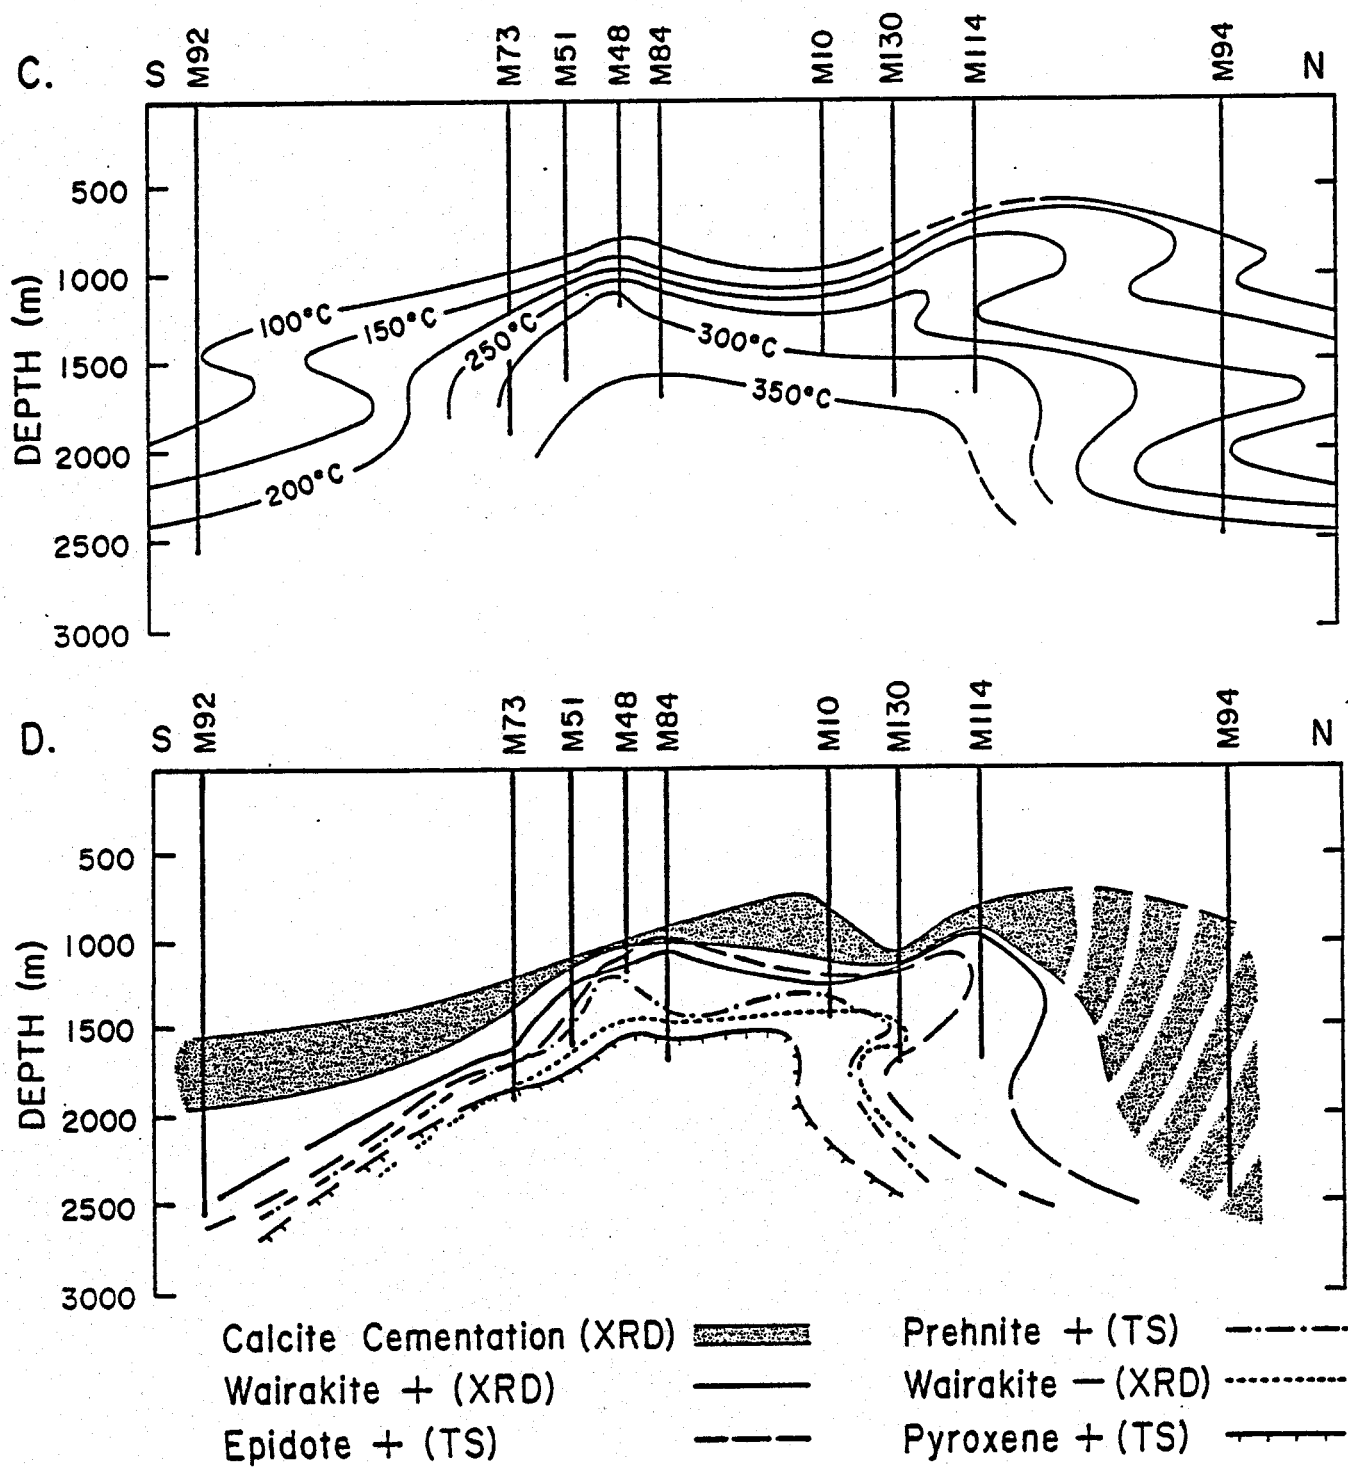 C. S M92 M73 M51 M48 M84 M10 M130 M114 M94 N
500
1000
1500
2000
2500
3000
DEPTH (m)
100°C
150°C
200°C
250°C
300°C
350°C
D. S M92 M73 M51 M48 M84 M10 M130 M114 M94 N
500
1000
1500
2000
2500
3000
DEPTH (m)
Calcite Cementation (XRD)
Wairakite + (XRD)
Epidote + (TS)
Prehnite + (TS)
Wairakite – (XRD)
Pyroxene + (TS)